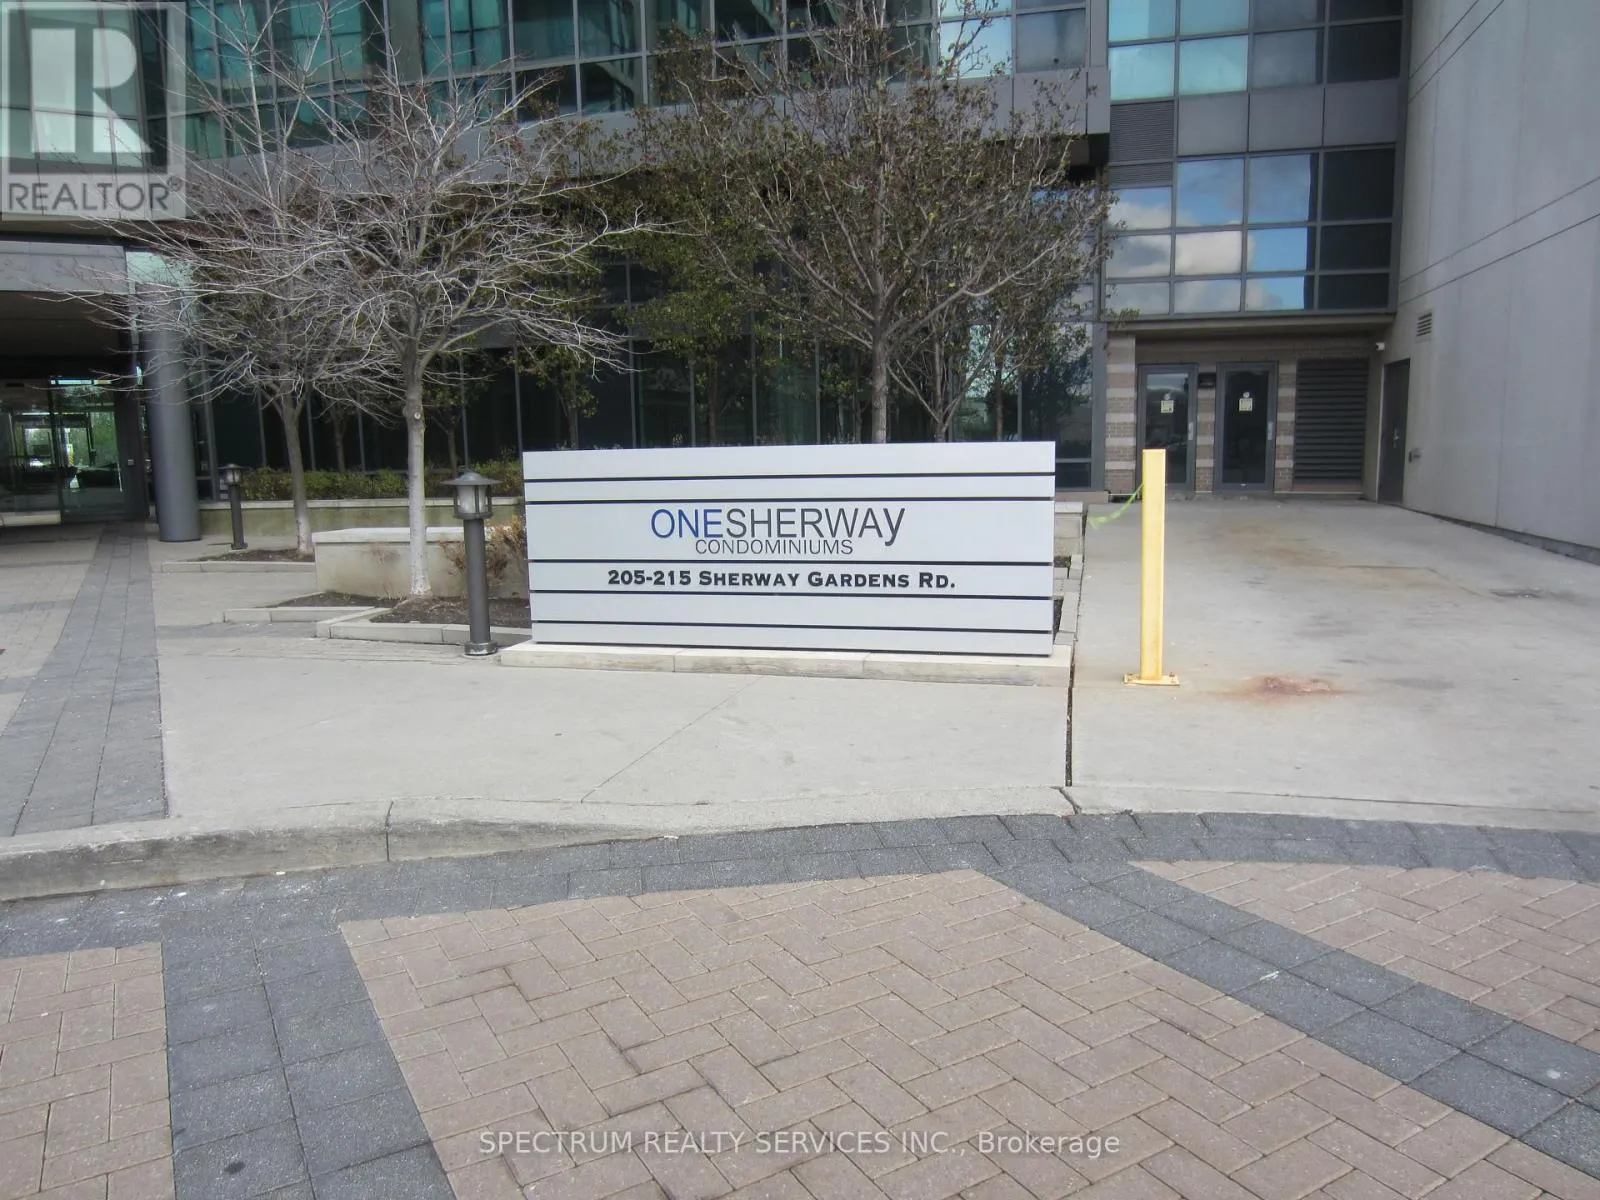 R
REALTOR®
ONESHERWAY
CONDOMINIUMS
205-215 SHERWAY GARDENS RD.
SPECTRUM REALTY SERVICES INC., Brokerage